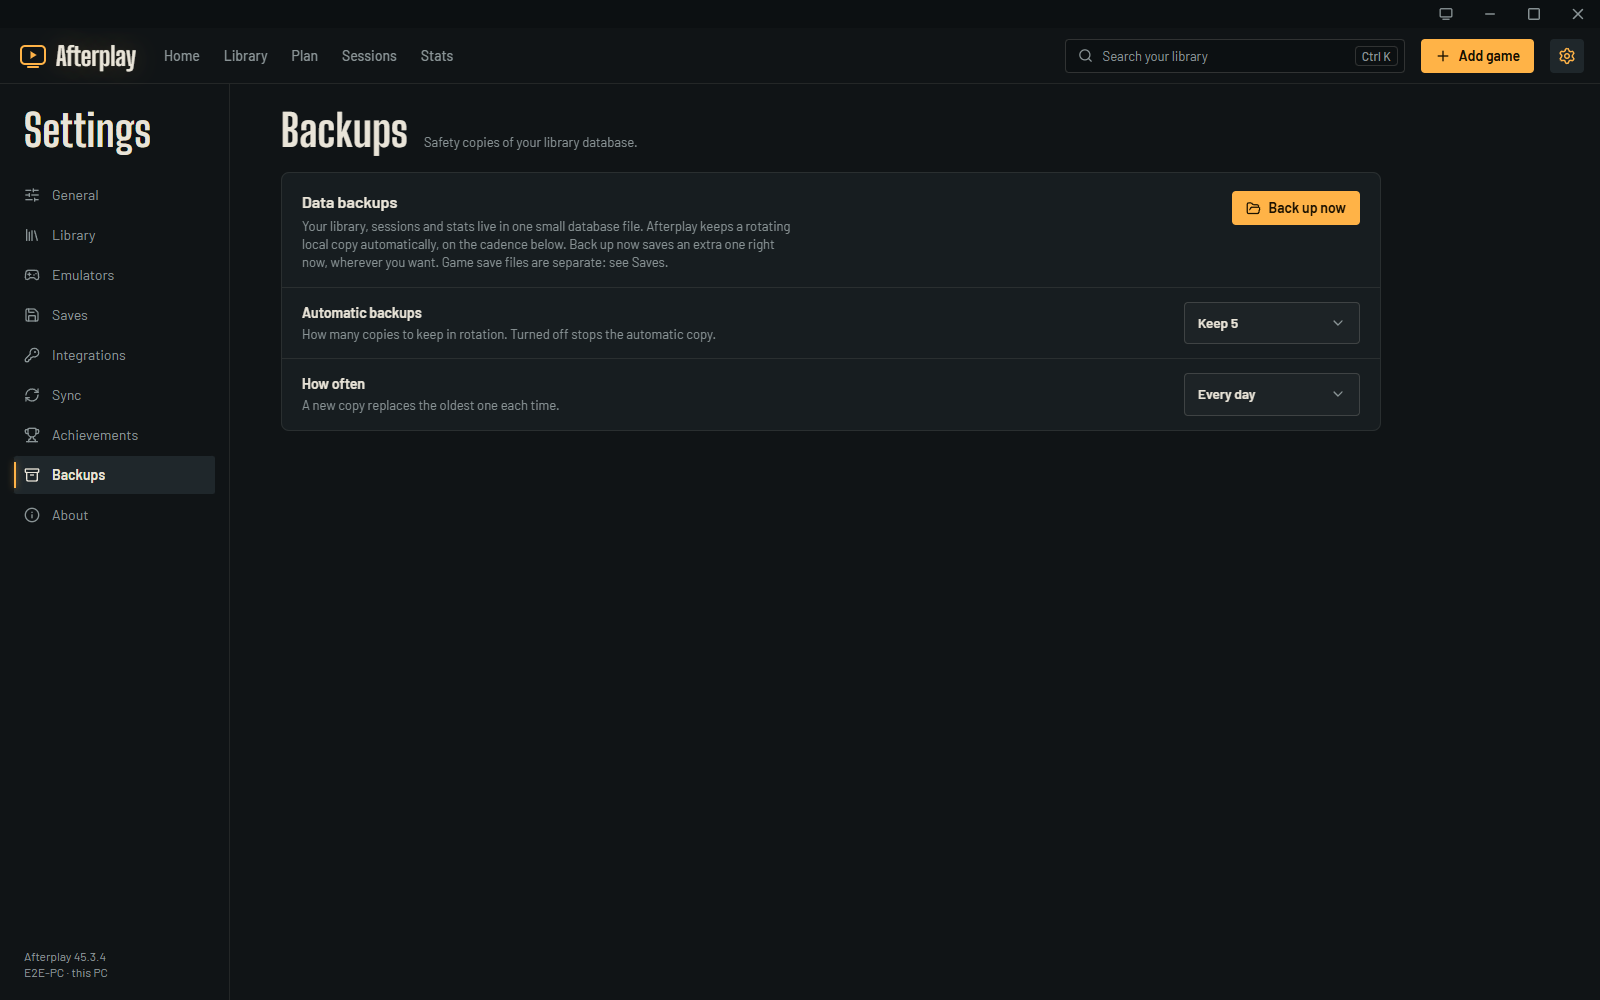 Afterplay
Home
Library
Plan
Sessions
Stats
Search your library
Ctrl K
Add game
Settings
General
Library
Emulators
Saves
Integrations
Sync
Achievements
Backups
About
Afterplay 45.3.4
E2E-PC · this PC
Backups
Safety copies of your library database.
Data backups
Your library, sessions and stats live in one small database file. Afterplay keeps a rotating
local copy automatically, on the cadence below. Back up now saves an extra one right
now, wherever you want. Game save files are separate: see Saves.
Back up now
Automatic backups
How many copies to keep in rotation. Turned off stops the automatic copy.
Keep 5
How often
A new copy replaces the oldest one each time.
Every day